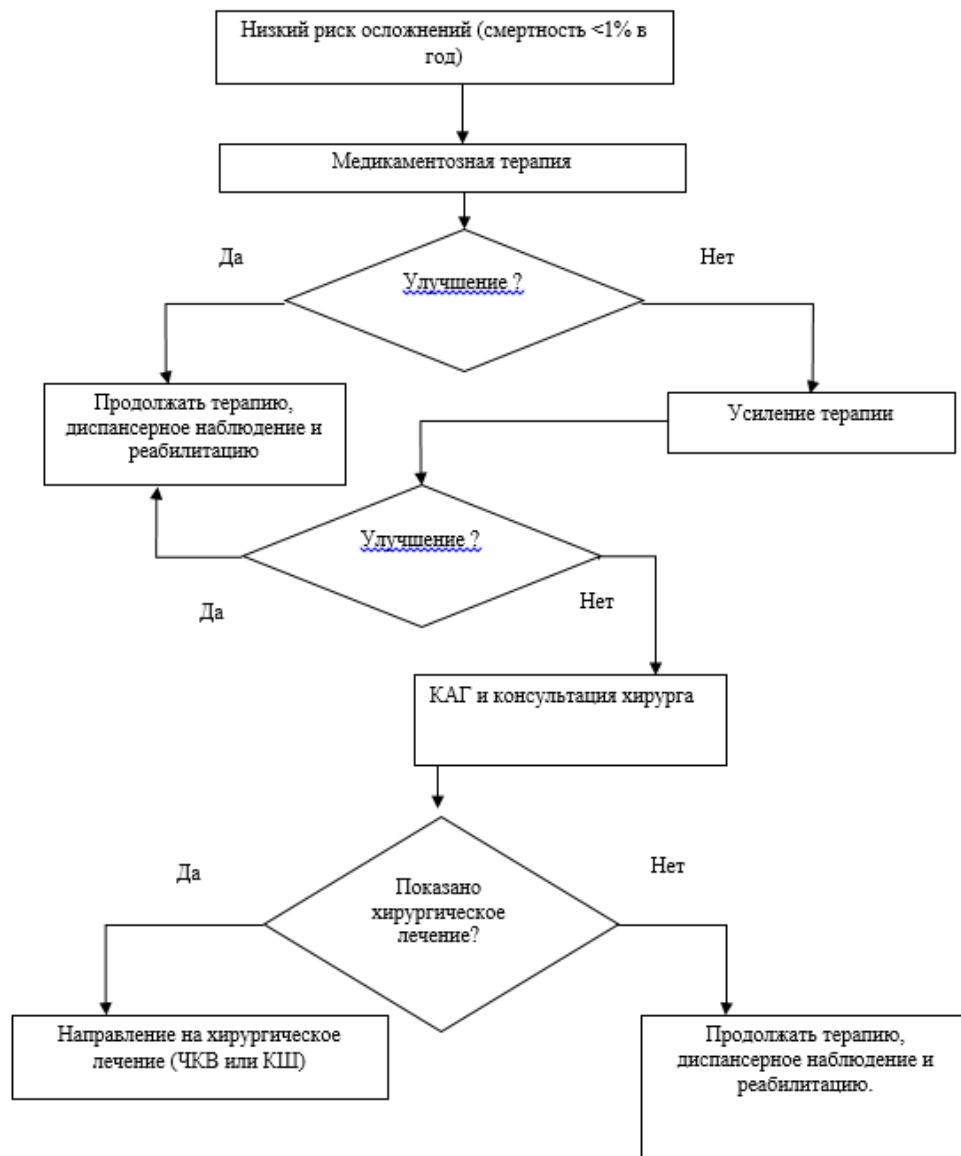 Низкий риск осложнений (смертность <1% в
год)
Медикаментозная терапия
Да
Нет
Улучшение ?
Продолжать терапию,
диспансерное наблюдение и
реабилитацию
Усиление терапии
Улучшение ?
Да
Нет
КАГ и консультация хирурга
Да
Нет
Показано
хирургическое
лечение?
Направление на хирургическое
лечение (ЧКВ или КШ)
Продолжать терапию,
диспансерное наблюдение и
реабилитацию.